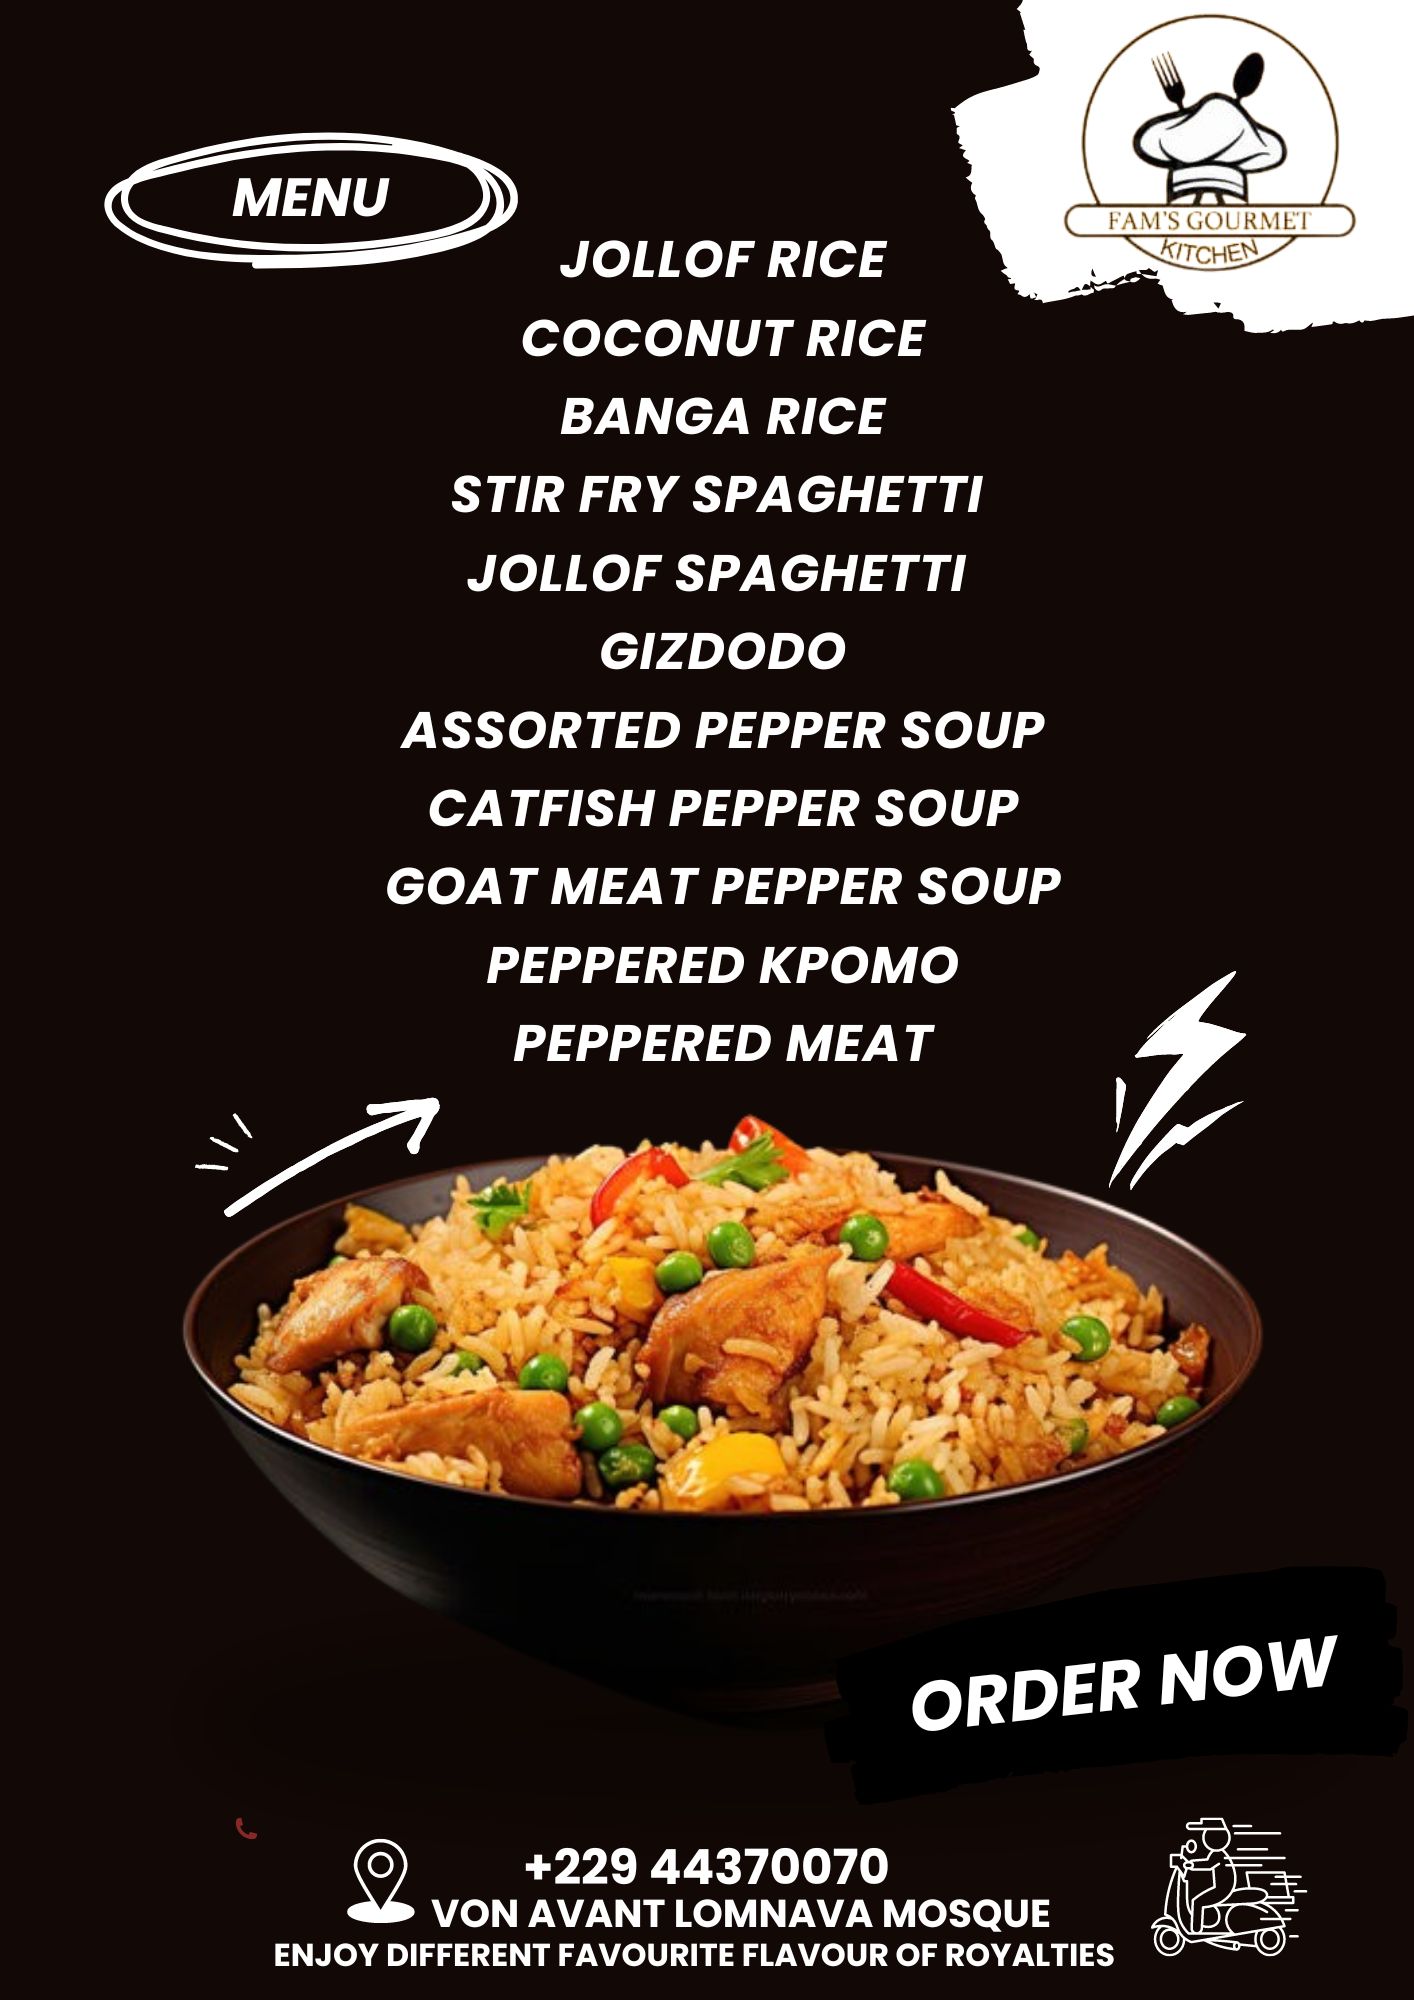 FAM'S GOURMET
KITCHEN
MENU
JOLLOF RICE
COCONUT RICE
BANGA RICE
STIR FRY SPAGHETTI
JOLLOF SPAGHETTI
GIZDODO
ASSORTED PEPPER SOUP
CATFISH PEPPER SOUP
GOAT MEAT PEPPER SOUP
PEPPERED KPOMO
PEPPERED MEAT
ORDER NOW
+229 44370070
VON AVANT LOMNAVA MOSQUE
ENJOY DIFFERENT FAVOURITE FLAVOUR OF ROYALTIES